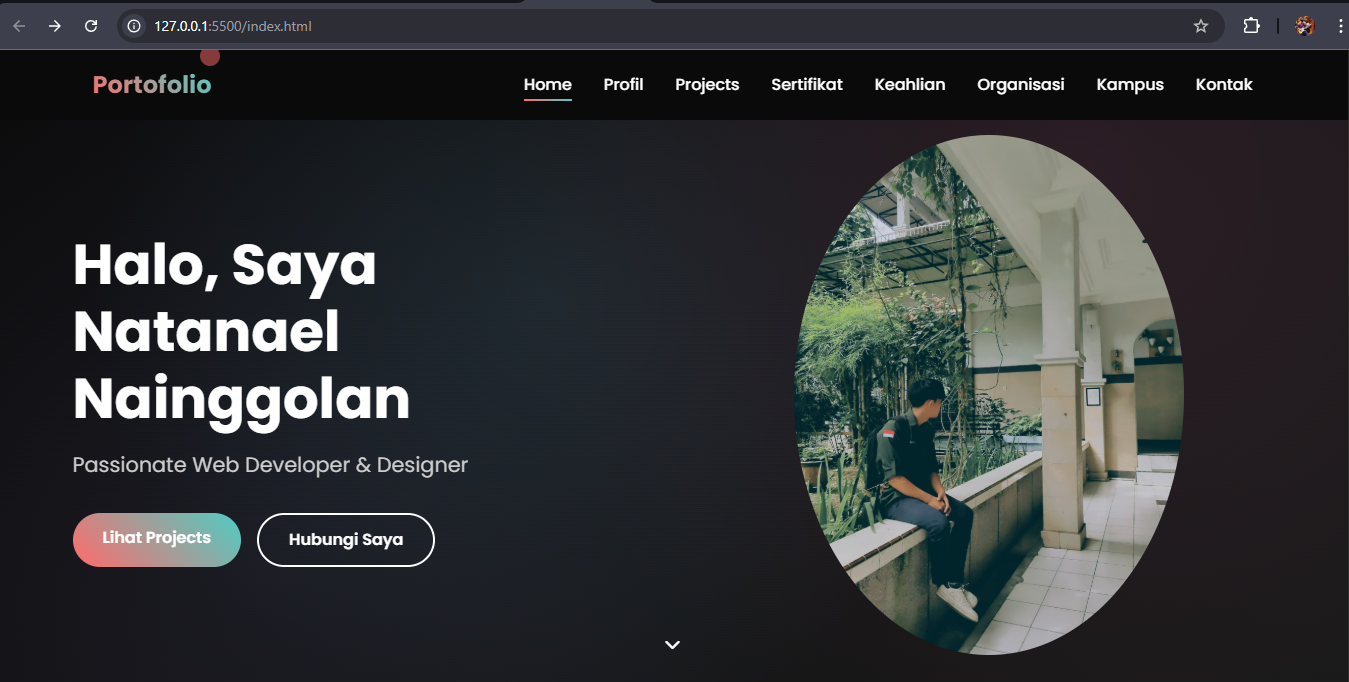 127.0.0.1:5500/index.html
Portofolio
Home Profil Projects Sertifikat Keahlian Organisasi Kampus Kontak
Halo, Saya
Natanael
Nainggolan
Passionate Web Developer & Designer
Lihat Projects Hubungi Saya